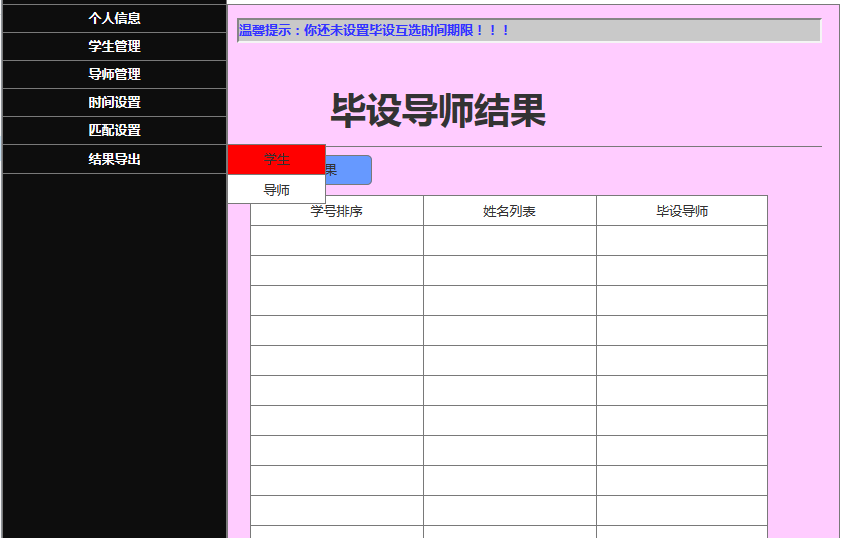 个人信息
学生管理
导师管理
时间设置
匹配设置
结果导出
学生
导师
温馨提示：你还未设置毕设互选时间期限！！！
毕设导师结果
果
学号排序 姓名列表 毕设导师